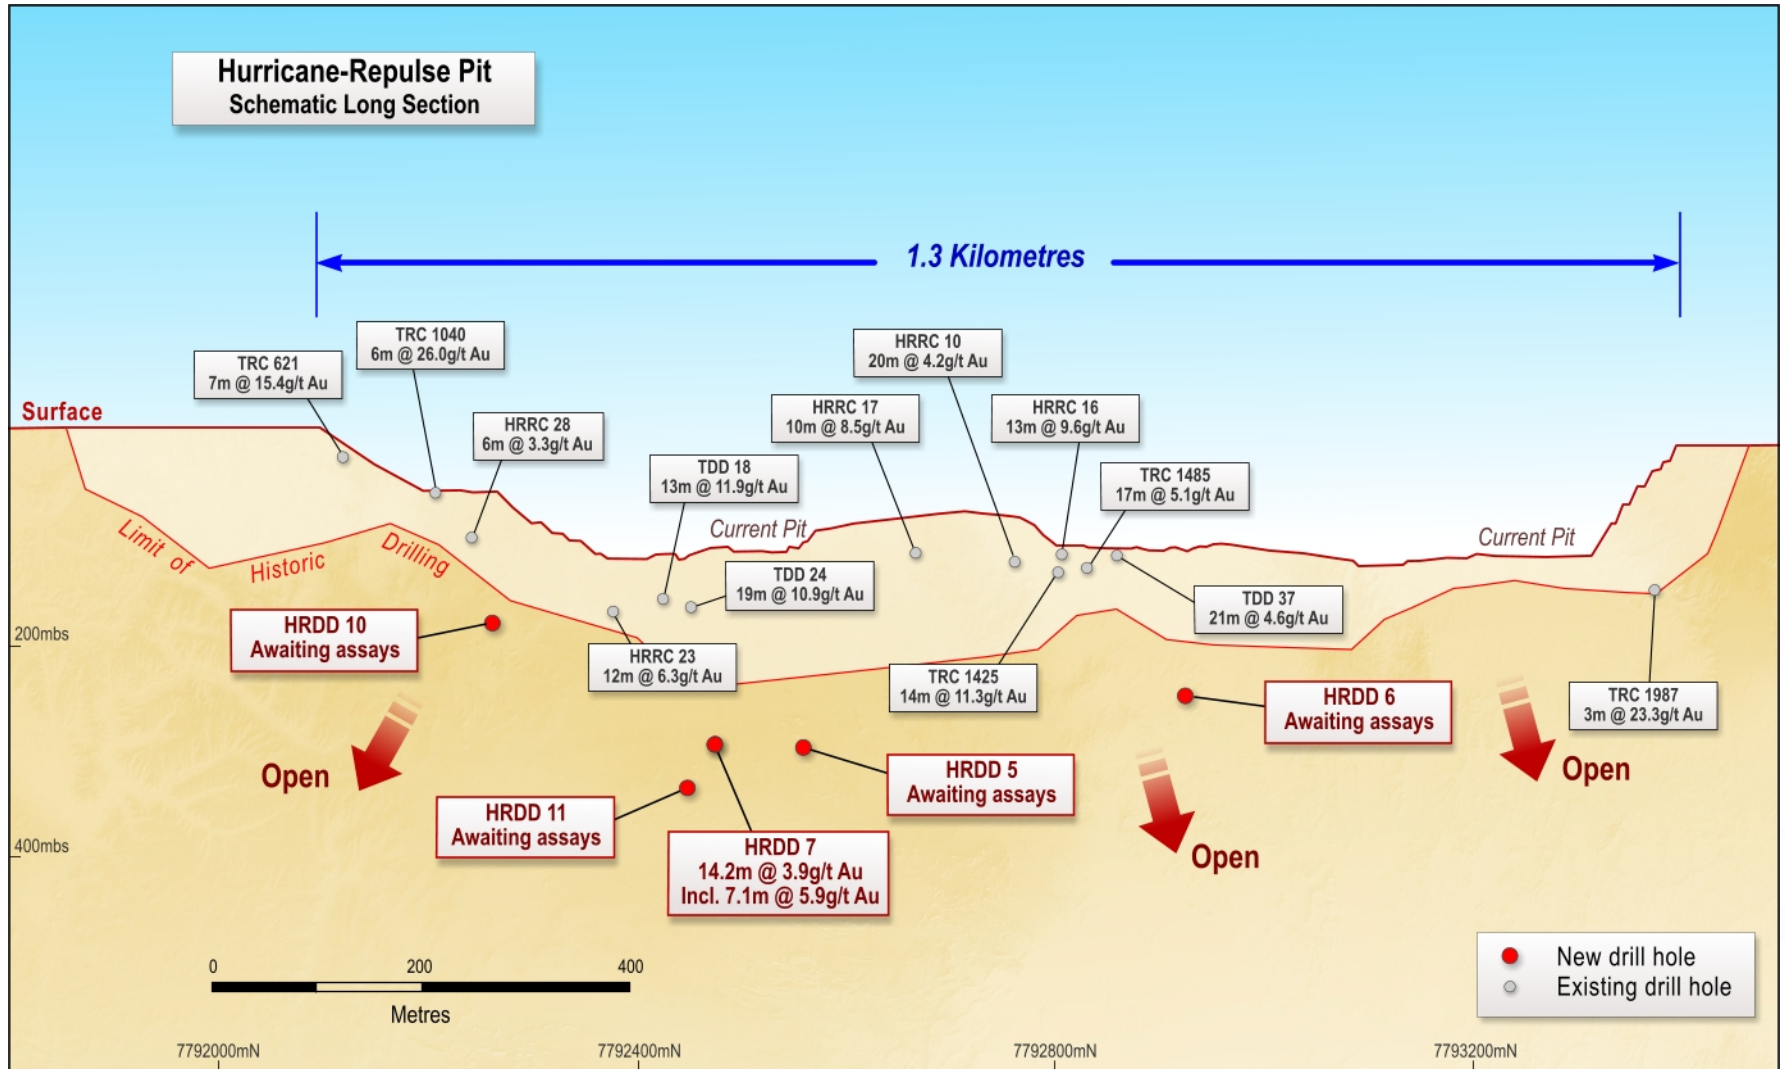 Hurricane-Repulse Pit
Schematic Long Section
1.3 Kilometres
TRC 1040
6m @ 26.0g/t Au
TRC 621
7m @ 15.4g/t Au
HRRC 10
20m @ 4.2g/t Au
Surface
HRRC 28
6m @ 3.3g/t Au
HRRC 17
10m @ 8.5g/t Au
HRRC 16
13m @ 9.6g/t Au
TDD 18
13m @ 11.9g/t Au
TRC 1485
17m @ 5.1g/t Au
Current Pit
Current Pit
Limit of
Historic
Drilling
TDD 24
19m @ 10.9g/t Au
TDD 37
21m @ 4.6g/t Au
200mbs
HRDD 10
Awaiting assays
HRRC 23
12m @ 6.3g/t Au
TRC 1425
14m @ 11.3g/t Au
HRDD 6
Awaiting assays
TRC 1987
3m @ 23.3g/t Au
Open
HRDD 5
Awaiting assays
Open
HRDD 11
Awaiting assays
400mbs
HRDD 7
14.2m @ 3.9g/t Au
Incl. 7.1m @ 5.9g/t Au
Open
0 200 400
Metres
New drill hole
Existing drill hole
7792000mN 7792400mN 7792800mN 7793200mN